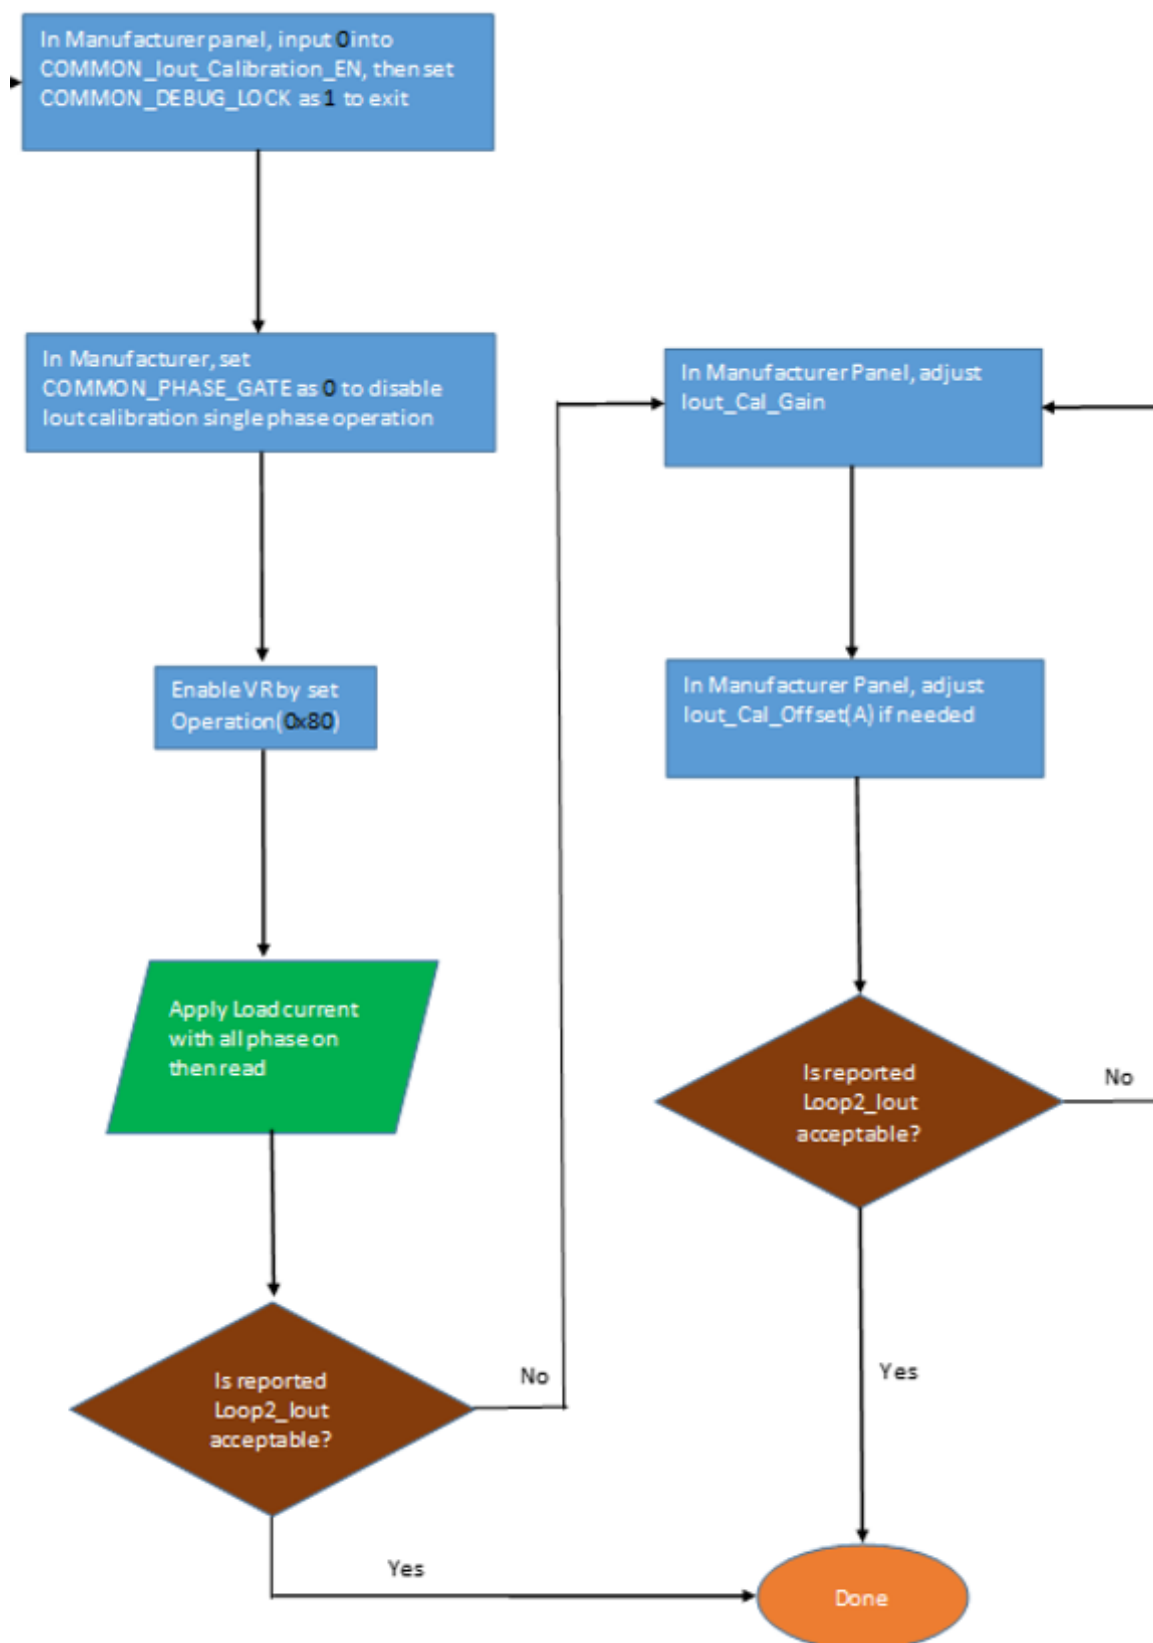 In Manufacturer panel, input 0 into
COMMON_Iout_Calibration_EN, then set
COMMON_DEBUG_LOCK as 1 to exit
In Manufacturer, set
COMMON_PHASE_GATE as 0 to disable
Iout calibration single phase operation
Enable VR by set
Operation(0x80)
Apply Load current
with all phase on
then read
Is reported
Loop2_Iout
acceptable?
No
Yes
In Manufacturer Panel, adjust
Iout_Cal_Gain
In Manufacturer Panel, adjust
Iout_Cal_Offset(A) if needed
Is reported
Loop2_Iout
acceptable?
No
Yes
Done